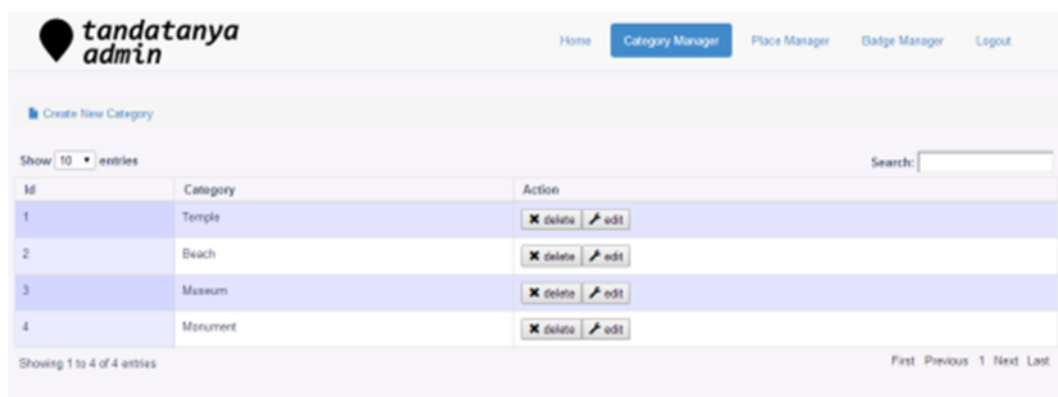 tandatanya
admin
Home Category Manager Place Manager Badge Manager Logout
Create New Category
Show 10 entries Search:
Id Category Action
1 Temple delete edit
2 Beach delete edit
3 Museum delete edit
4 Monument delete edit
Showing 1 to 4 of 4 entries First Previous 1 Next Last